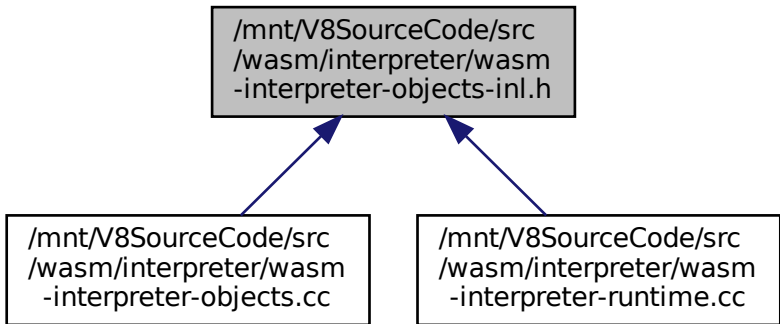 /mnt/V8SourceCode/src
/wasm/interpreter/wasm
-interpreter-objects-inl.h
/mnt/V8SourceCode/src
/wasm/interpreter/wasm
-interpreter-objects.cc
/mnt/V8SourceCode/src
/wasm/interpreter/wasm
-interpreter-runtime.cc